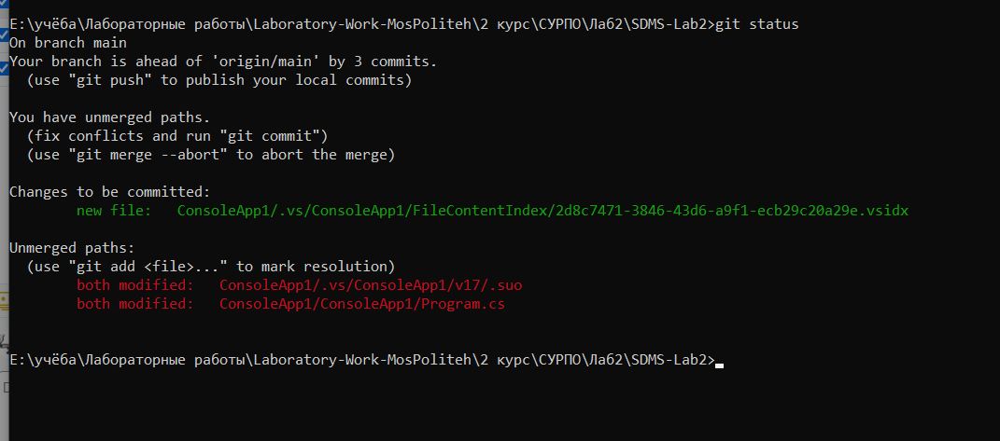 E:\учёба\Лабораторные работы\Laboratory-Work-MosPoliteh\2 курс\СУРПО\Лаб2\SDMS-Lab2>git status
On branch main
Your branch is ahead of 'origin/main' by 3 commits.
(use "git push" to publish your local commits)
You have unmerged paths.
(fix conflicts and run "git commit")
(use "git merge --abort" to abort the merge)
Changes to be committed:
new file: ConsoleApp1/.vs/ConsoleApp1/FileContentIndex/2d8c7471-3846-43d6-a9f1-ecb29c20a29e.vsidx
Unmerged paths:
(use "git add <file>..." to mark resolution)
both modified: ConsoleApp1/.vs/ConsoleApp1/v17/.suo
both modified: ConsoleApp1/ConsoleApp1/Program.cs
E:\учёба\Лабораторные работы\Laboratory-Work-MosPoliteh\2 курс\СУРПО\Лаб2\SDMS-Lab2>